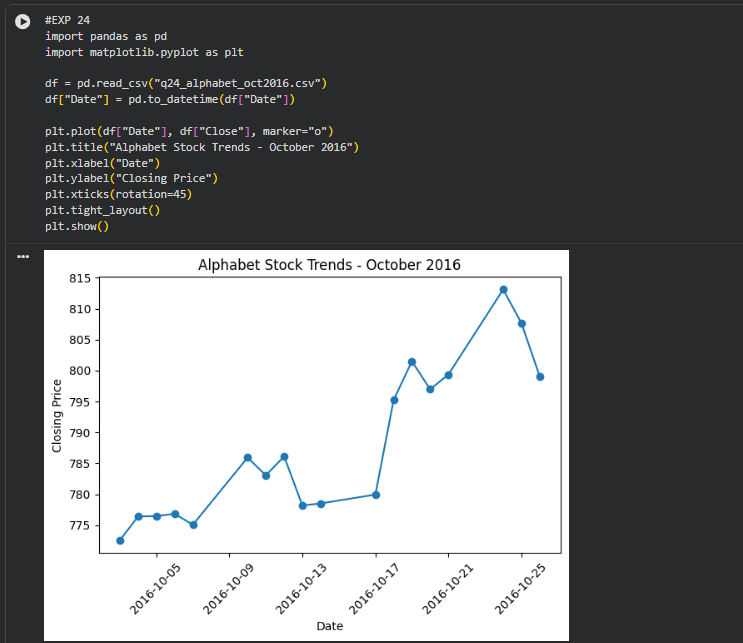 #EXP 24
import pandas as pd
import matplotlib.pyplot as plt
df = pd.read_csv("q24_alphabet_oct2016.csv")
df["Date"] = pd.to_datetime(df["Date"])
plt.plot(df["Date"], df["Close"], marker="o")
plt.title("Alphabet Stock Trends - October 2016")
plt.xlabel("Date")
plt.ylabel("Closing Price")
plt.xticks(rotation=45)
plt.tight_layout()
plt.show()
Alphabet Stock Trends - October 2016
815
810
805
800
795
790
785
780
775
Closing Price
2016-10-05
2016-10-09
2016-10-13
2016-10-17
2016-10-21
2016-10-25
Date